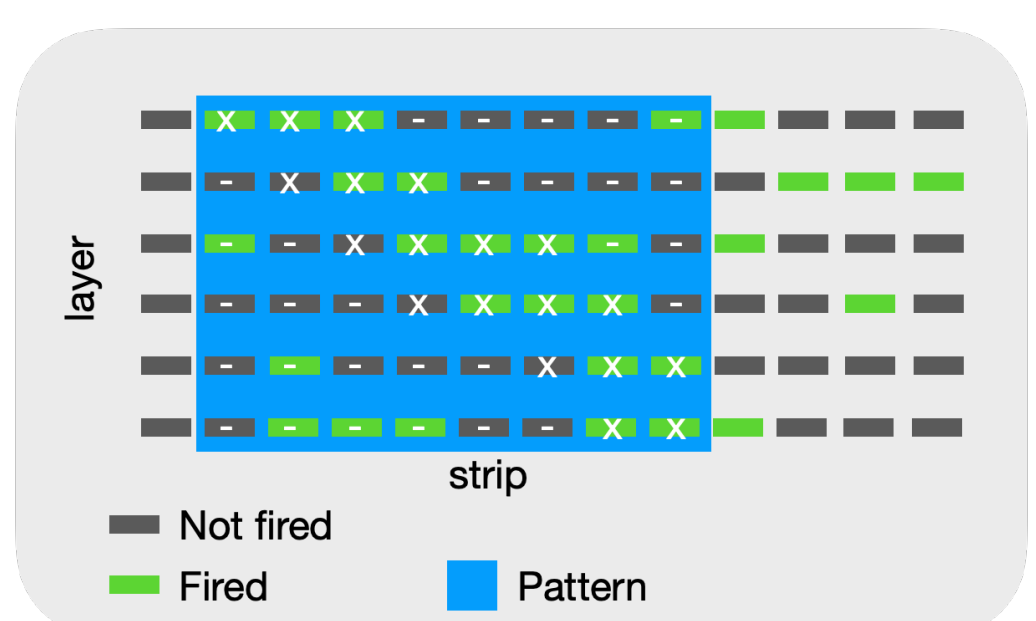 X X X - - - - -
- X X X - - - -
layer
- - X X X X - -
- - - X X X X -
- - - - - X X X
- - - - - - X X
strip
Not fired
Fired
Pattern